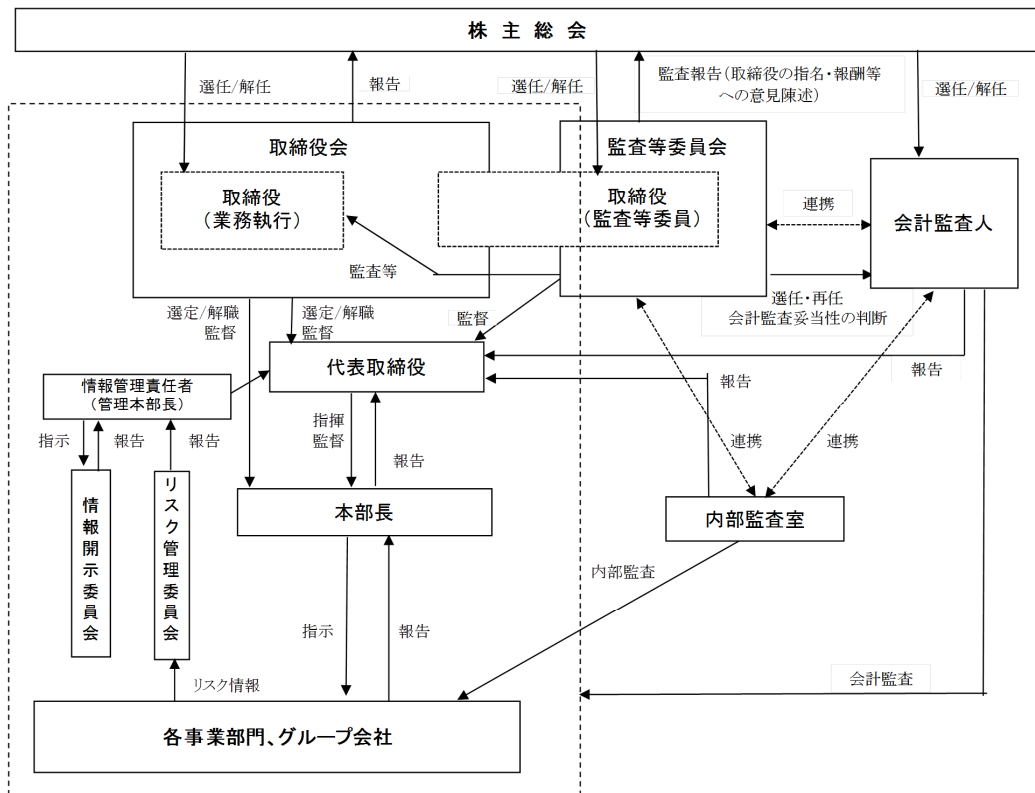 株主総会
選任/解任
報告
選任/解任
監査報告(取締役の指名・報酬等
への意見陳述)
選任/解任
取締役会
監査等委員会
取締役
(業務執行)
取締役
(監査等委員)
連携
会計監査人
監査等
選定/解職
監督
選定/解職
監督
監督
選任・再任
会計監査妥当性の判断
代表取締役
報告
報告
情報管理責任者
(管理本部長)
指示
報告
報告
指揮
監督
報告
連携
連携
情報開示委員会
リスク管理委員会
本部長
内部監査室
内部監査
指示
報告
リスク情報
会計監査
各事業部門、グループ会社